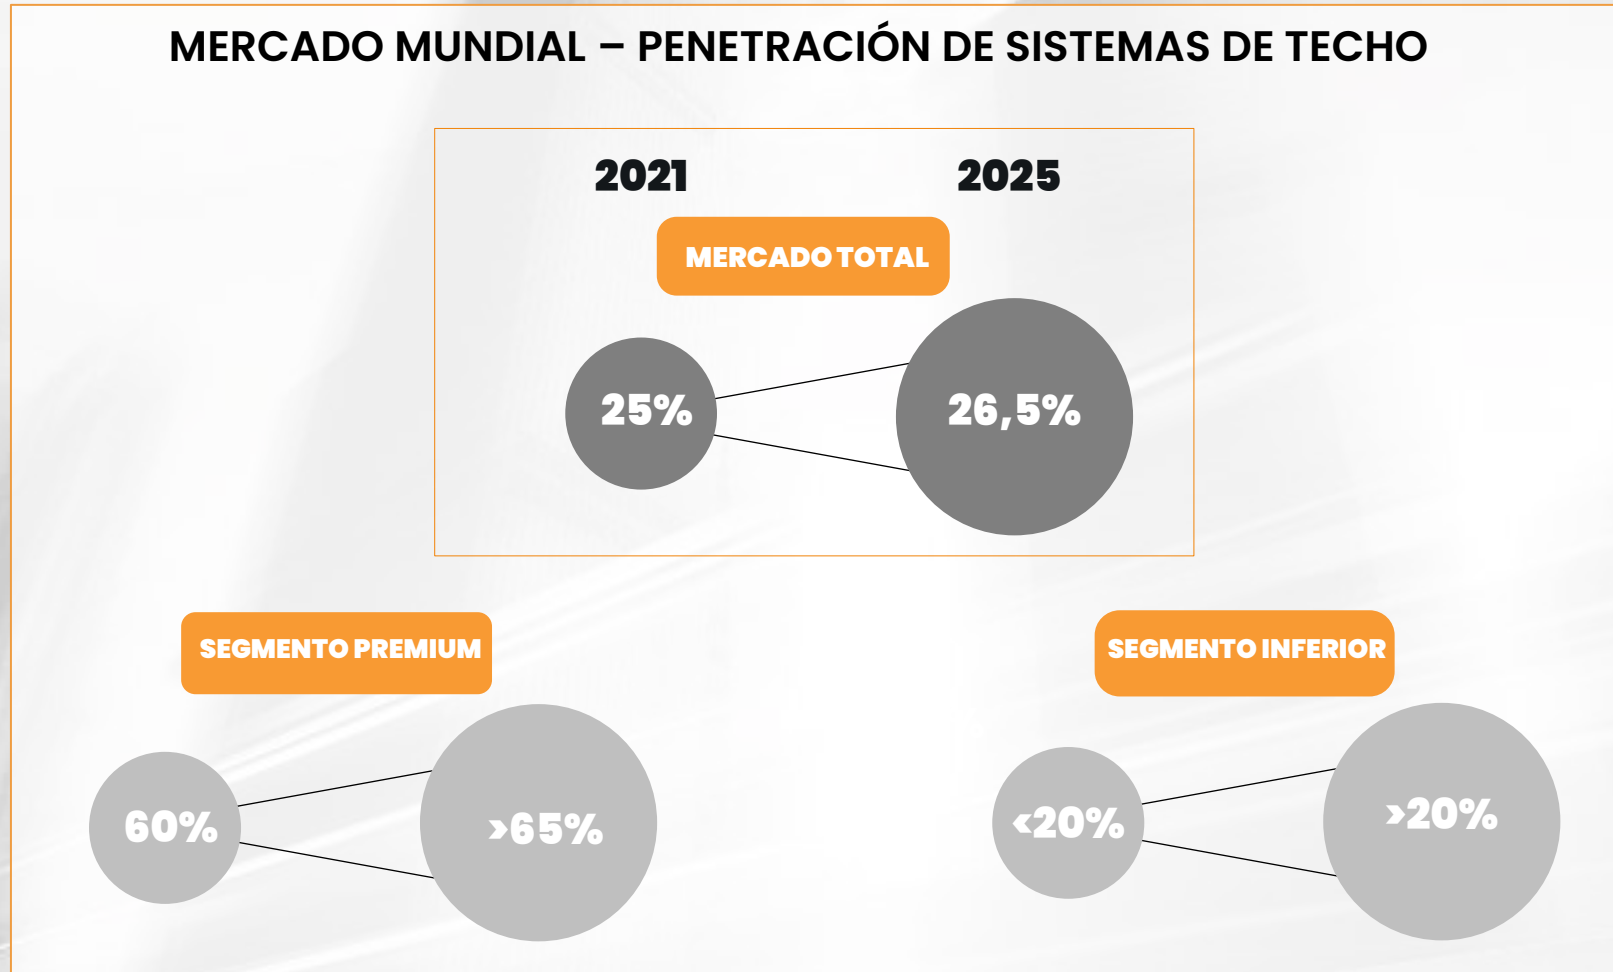 MERCADO MUNDIAL – PENETRACIÓN DE SISTEMAS DE TECHO
2021
2025
MERCADO TOTAL
25%
26,5%
SEGMENTO PREMIUM
60%
>65%
SEGMENTO INFERIOR
<20%
>20%